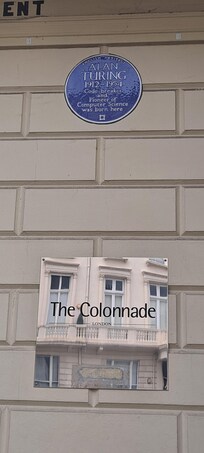 ENT
ALAN
TURING
1912-1954
Code-breaker
and
Pioneer of
Computer Science
was born here
The Colonnade
LONDON